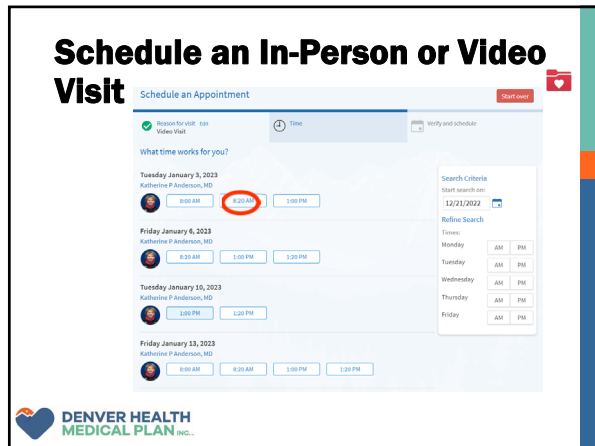 Schedule an In-Person or Video
Visit
Schedule an Appointment
Start over
Reason for visit Edit
Video Visit
Time
Verify and schedule
What time works for you?
Tuesday January 3, 2023
Katherine P Anderson, MD
8:00 AM 8:20 AM 1:00 PM
Friday January 6, 2023
Katherine P Anderson, MD
8:20 AM 1:00 PM 1:20 PM
Tuesday January 10, 2023
Katherine P Anderson, MD
1:00 PM 1:20 PM
Friday January 13, 2023
Katherine P Anderson, MD
8:00 AM 8:20 AM 1:00 PM 1:20 PM
Search Criteria
Start search on:
12/21/2022
Refine Search
Times:
Monday AM PM
Tuesday AM PM
Wednesday AM PM
Thursday AM PM
Friday AM PM
DENVER HEALTH
MEDICAL PLAN INC.